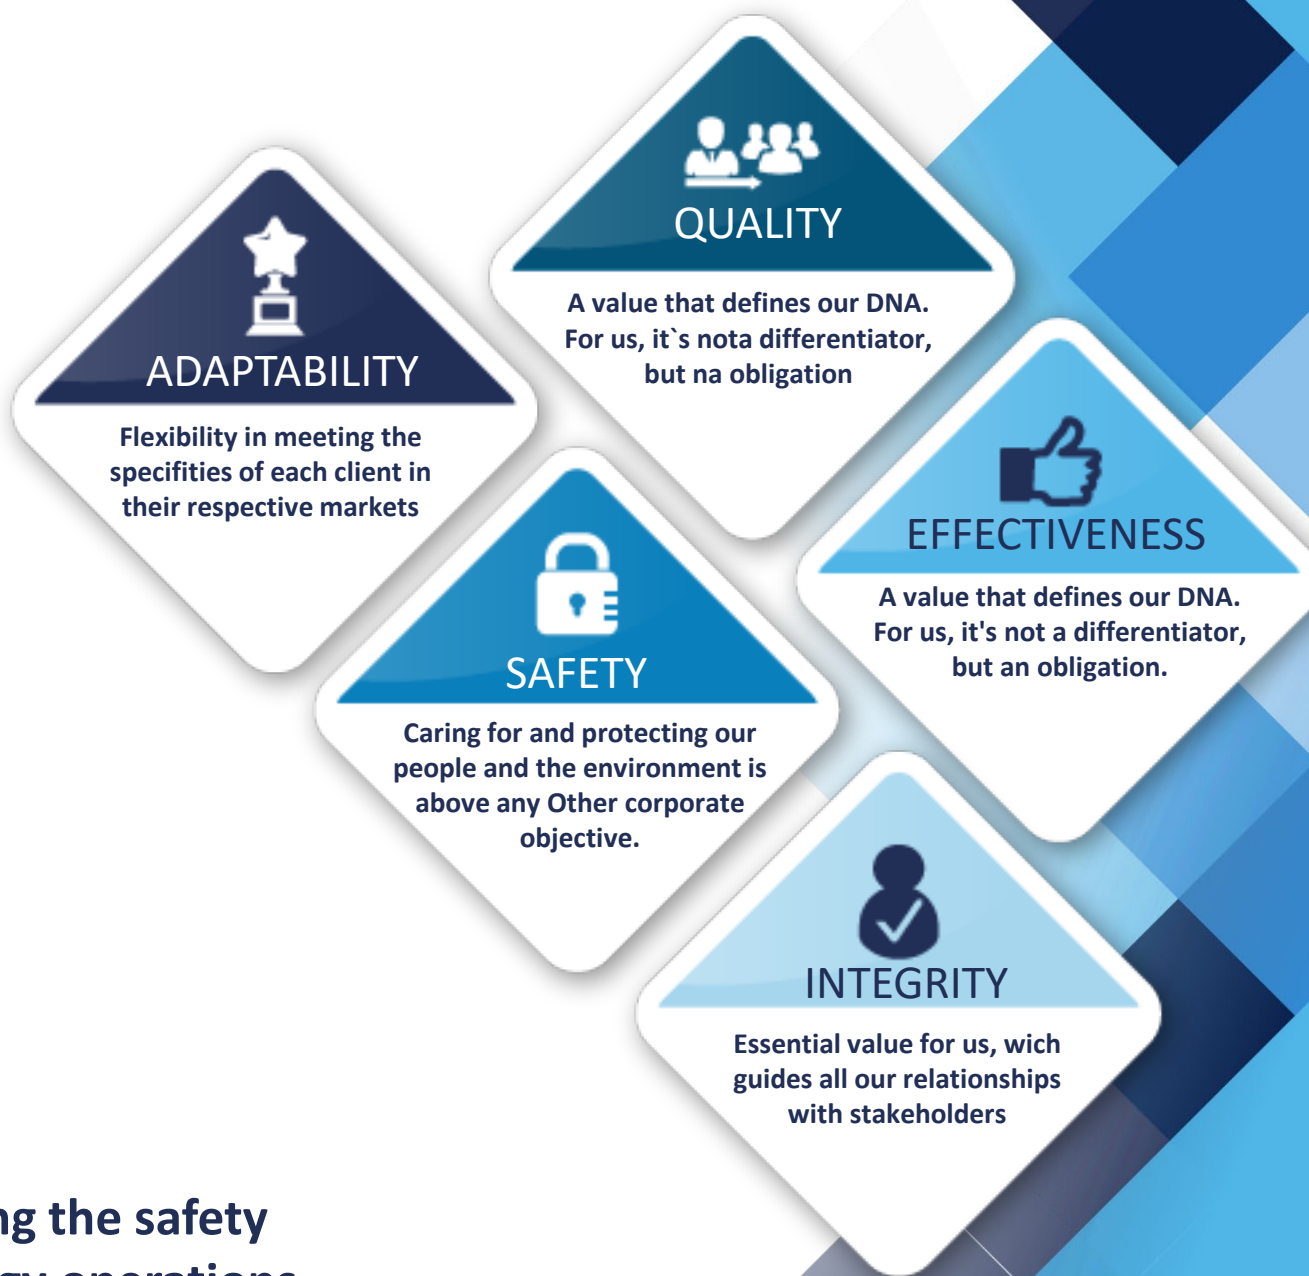 QUALITY
A value that defines our DNA.
For us, it`s nota differentiator,
but na obligation
ADAPTABILITY
Flexibility in meeting the
specifities of each client in
their respective markets
EFFECTIVENESS
A value that defines our DNA.
For us, it's not a differentiator,
but an obligation.
SAFETY
Caring for and protecting our
people and the environment is
above any Other corporate
objective.
INTEGRITY
Essential value for us, wich
guides all our relationships
with stakeholders
the safety
operations